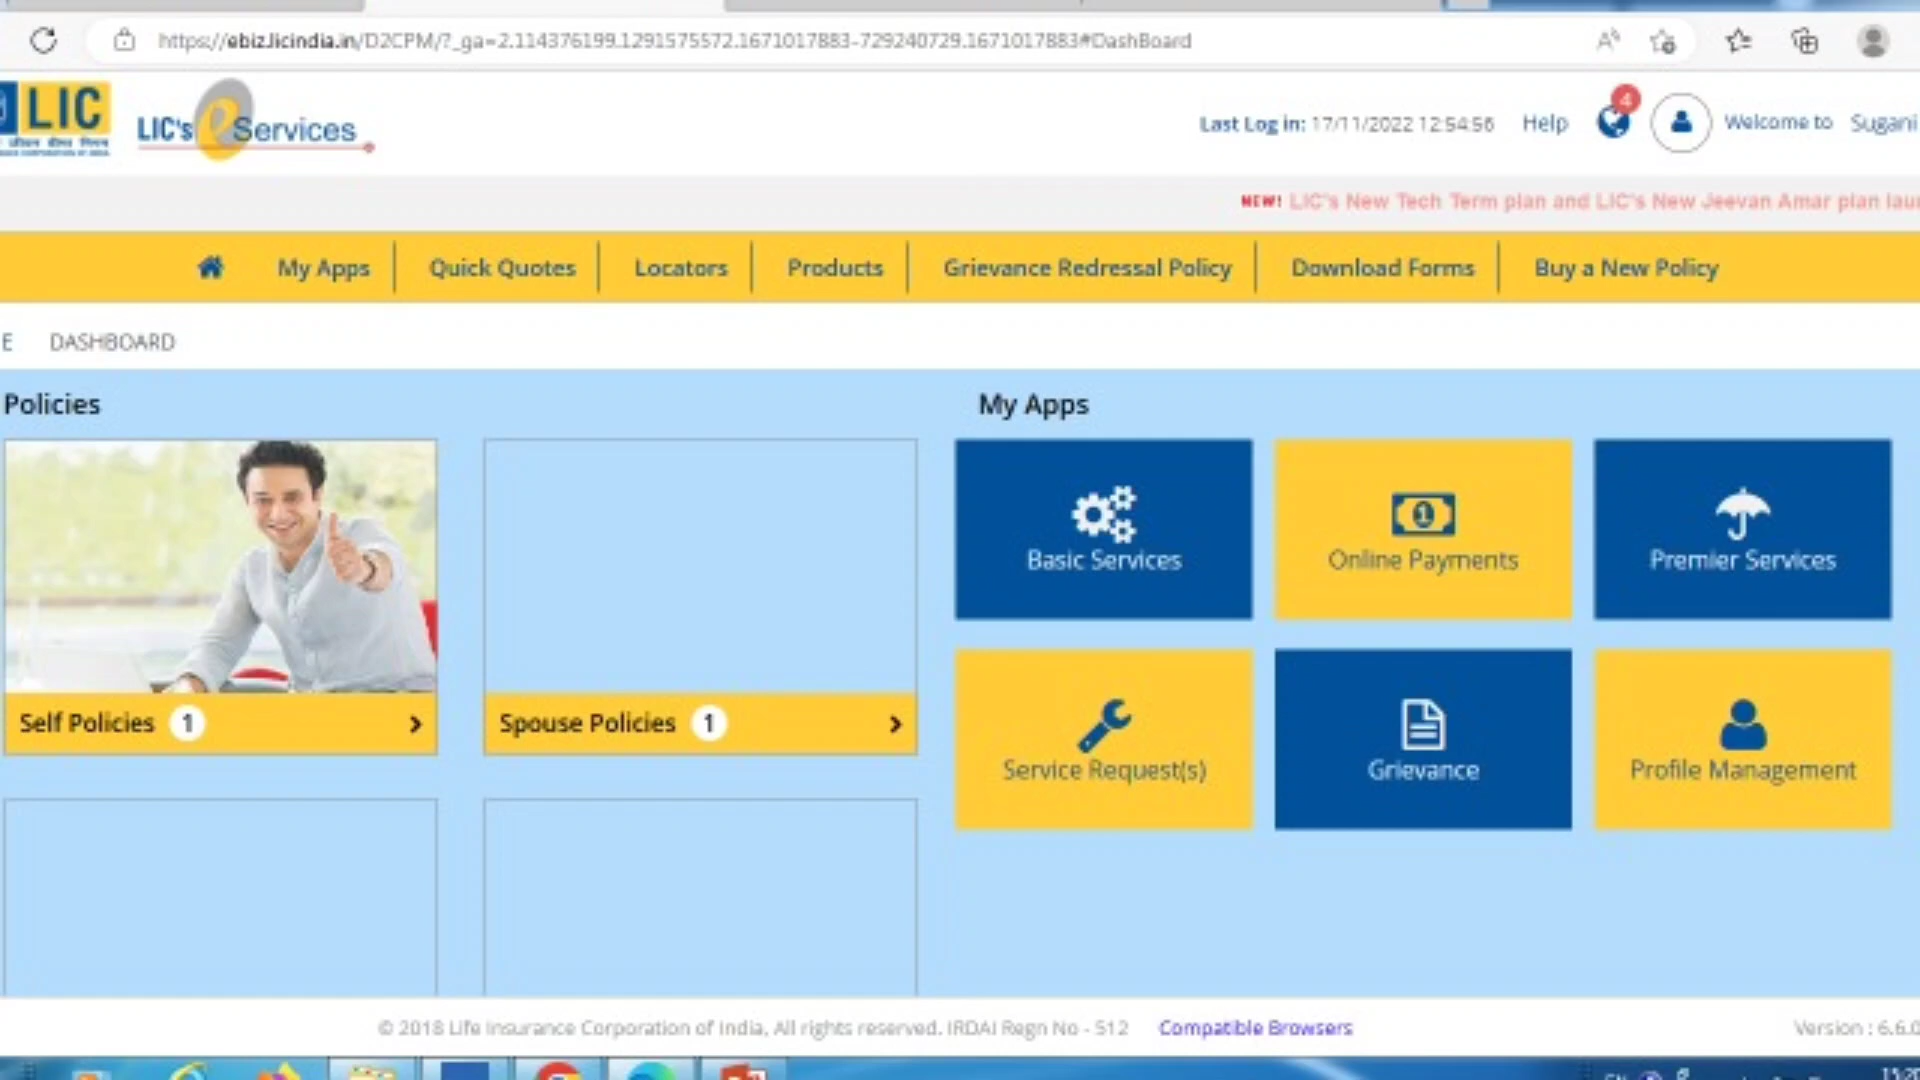 https://ebiz.licindia.in/D2CPM/?_ga=2.114376199.1291575572.1671017883-729240729.1671017883#DashBoard
LIC
LIC's eServices
Last Log in: 17/11/2022 12:54:56 Help 4 Welcome to Sugani
NEW! LIC's New Tech Term plan and LIC's New Jeevan Amar plan lau
My Apps Quick Quotes Locators Products Grievance Redressal Policy Download Forms Buy a New Policy
E DASHBOARD
Policies My Apps
Basic Services Online Payments Premier Services
Self Policies 1 Spouse Policies 1
Service Request(s) Grievance Profile Management
© 2018 Life Insurance Corporation of India, All rights reserved. IRDAI Regn No - 512 Compatible Browsers Version : 6.6.0
15:20